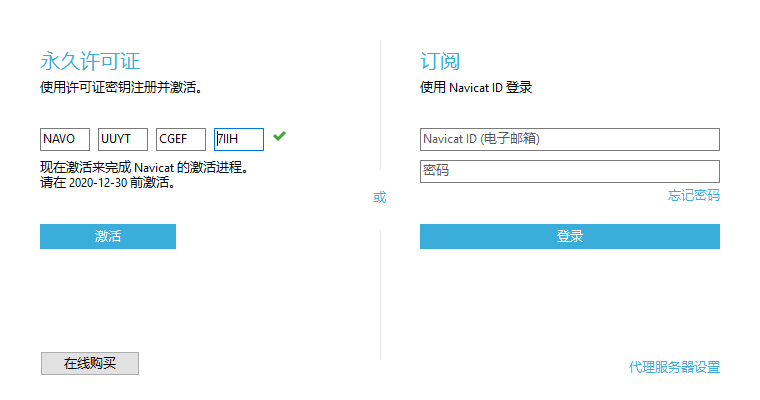 永久许可证
使用许可证密钥注册并激活。
NAVO UUYT CGEF 7IIH
现在激活来完成 Navicat 的激活进程。
请在 2020-12-30 前激活。
激活
在线购买
或
订阅
使用 Navicat ID 登录
Navicat ID (电子邮箱)
密码
忘记密码
登录
代理服务器设置